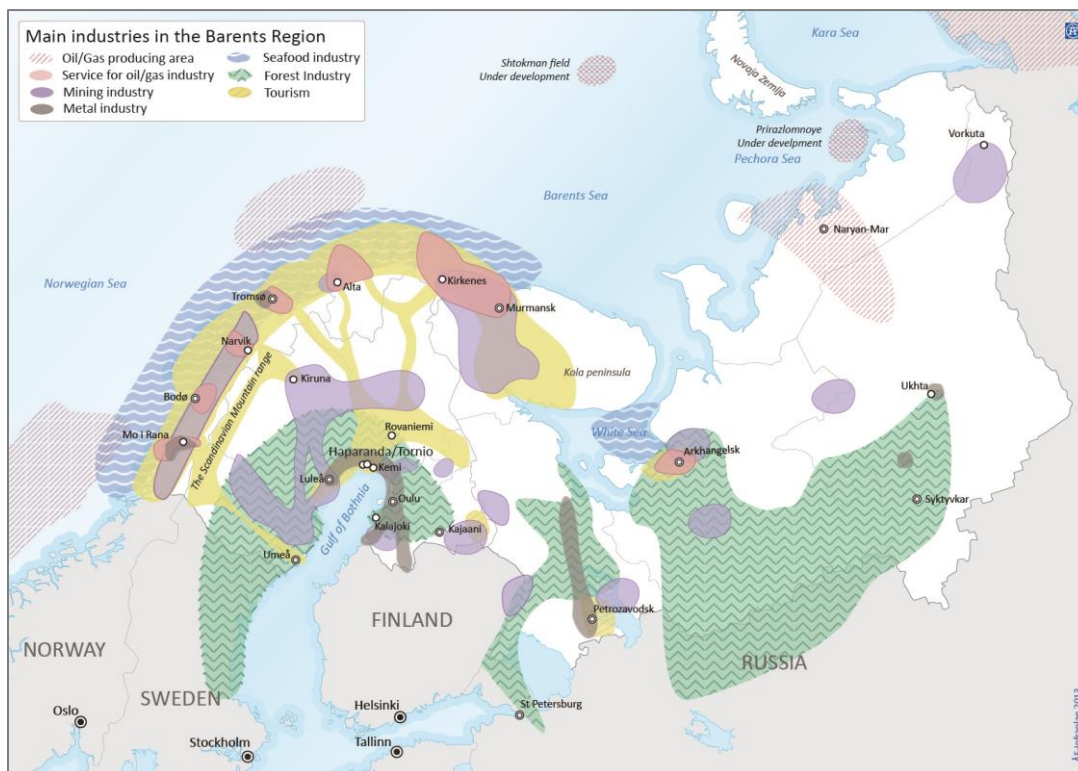 Main industries in the Barents Region
Oil/Gas producing area
Service for oil/gas industry
Mining industry
Metal industry
Seafood industry
Forest Industry
Tourism
Kara Sea
Novaja Zemlja
Shtokman field
Under development
Prirazlomnoye
Under develpment
Pechora Sea
Vorkuta
Barents Sea
Naryan-Mar
Norwegian Sea
Kirkenes
Alta
Tromsø
Murmansk
Narvik
Kola peninsula
Kiruna
Bodø
The Scandinavian Mountain range
Ukhta
Rovaniemi
White Sea
Mo i Rana
Haparanda/Tornio
Arkhangelsk
Kemi
Luleå
Oulu
Syktyvkar
Gulf of Bothnia
Kalajoki
Kajaani
Umeå
Petrozavodsk
FINLAND
NORWAY
RUSSIA
SWEDEN
Helsinki
Oslo
St Petersburg
Stockholm
Tallinn
ÅF-Infraplan 2013